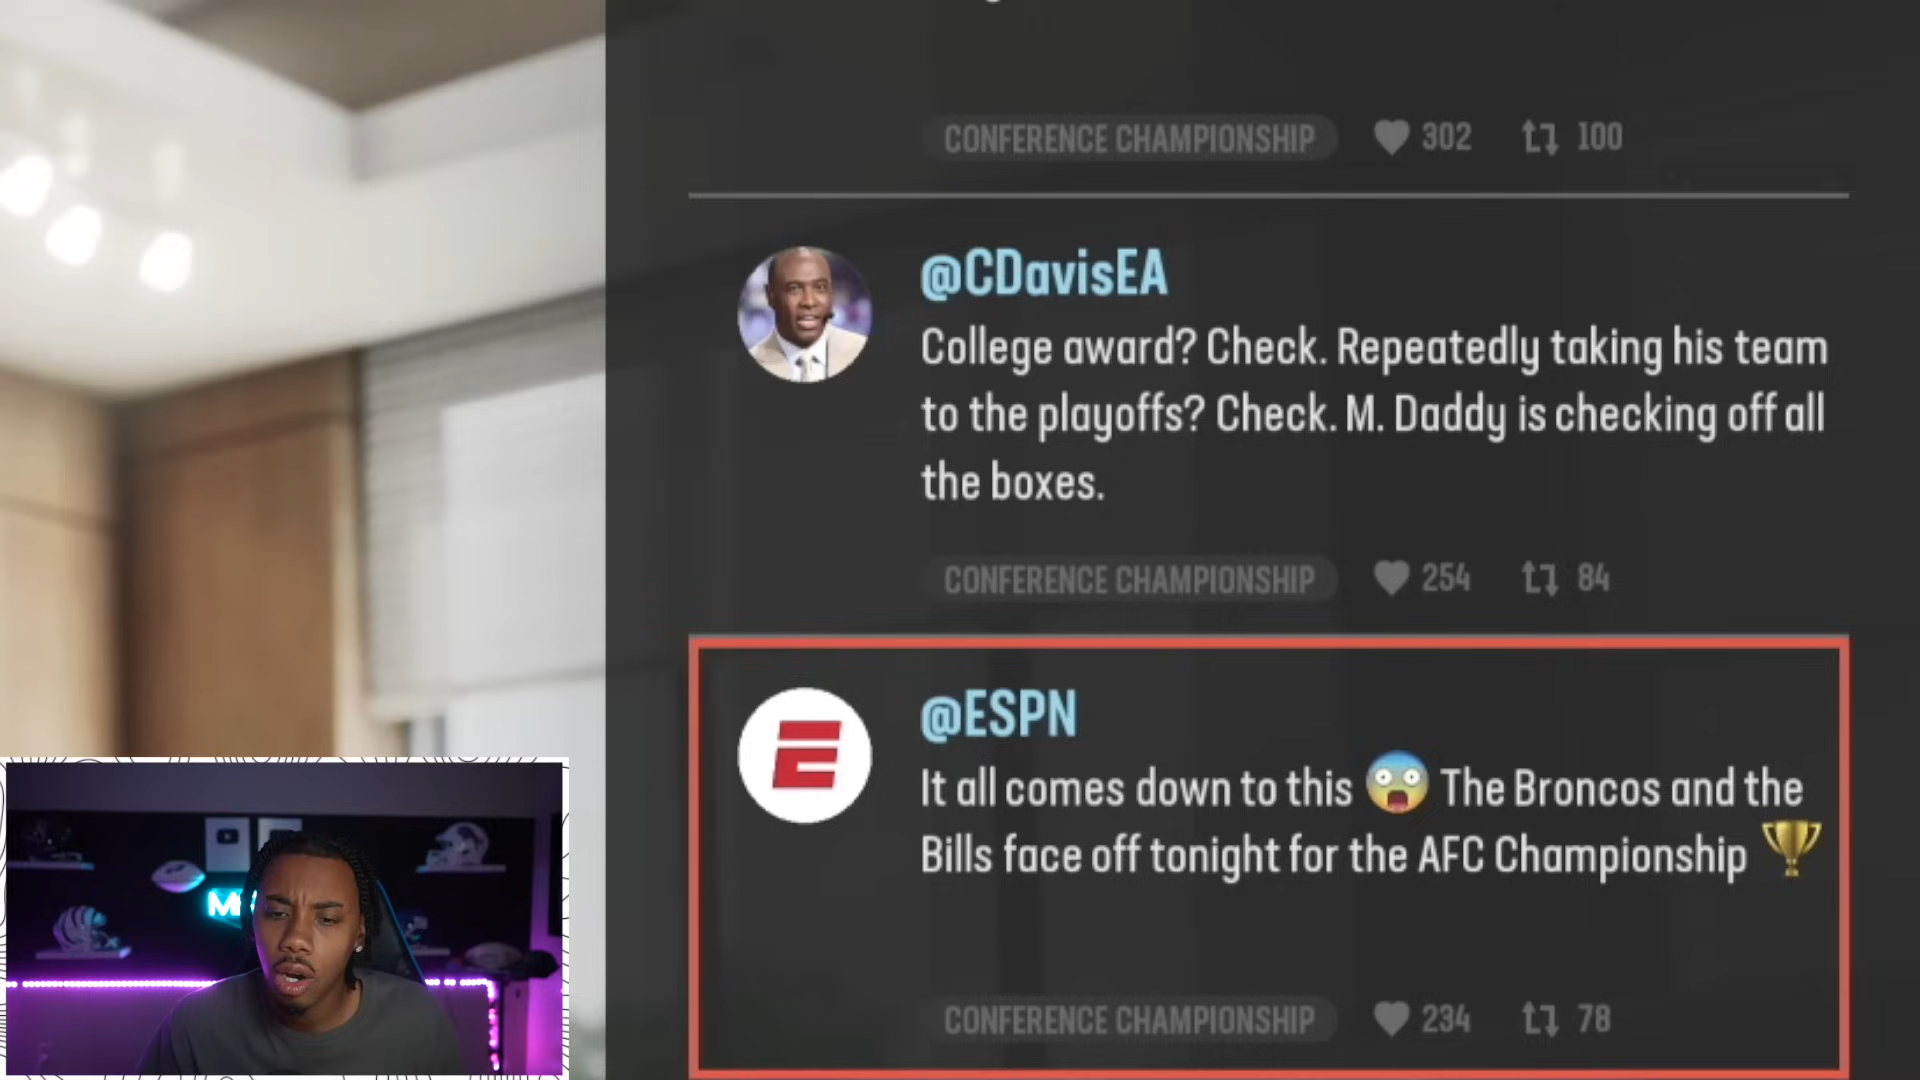 CONFERENCE CHAMPIONSHIP 302 100
@CDavisEA
College award? Check. Repeatedly taking his team
to the playoffs? Check. M. Daddy is checking off all
the boxes.
CONFERENCE CHAMPIONSHIP 254 84
@ESPN
It all comes down to this 😨 The Broncos and the
Bills face off tonight for the AFC Championship 🏆
CONFERENCE CHAMPIONSHIP 234 78